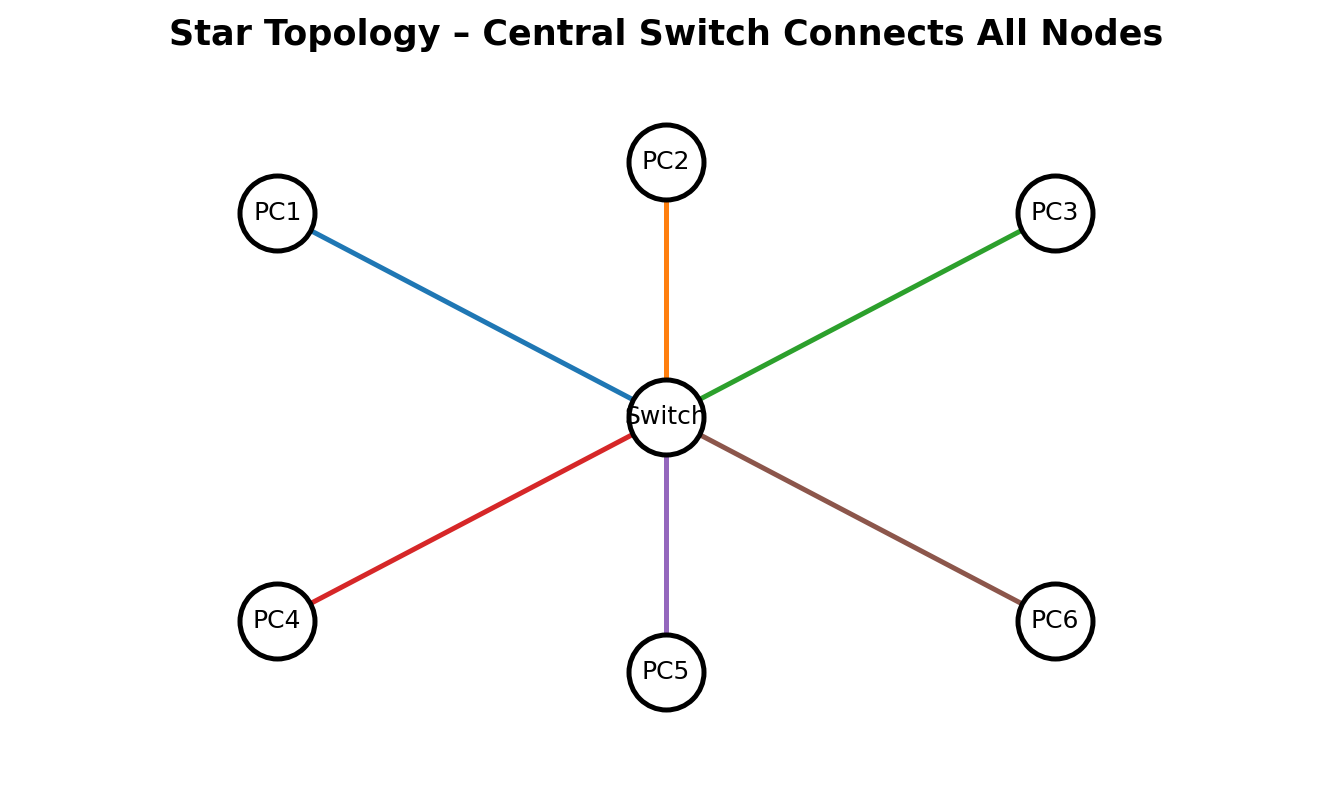 Star Topology – Central Switch Connects All Nodes
PC2
PC1
PC3
Switch
PC4
PC6
PC5